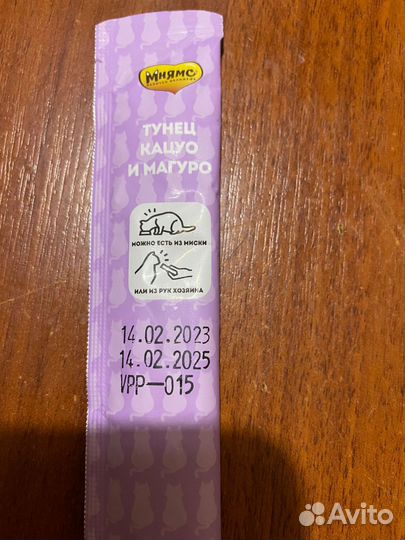 Мнямс
ТУНЕЦ
КАЦУО
И МАГУРО
МОЖНО ЕСТЬ ИЗ МИСКИ
ИЛИ ИЗ РУК ХОЗЯИНА
14.02.2023
14.02.2025
VPP-015
Avito